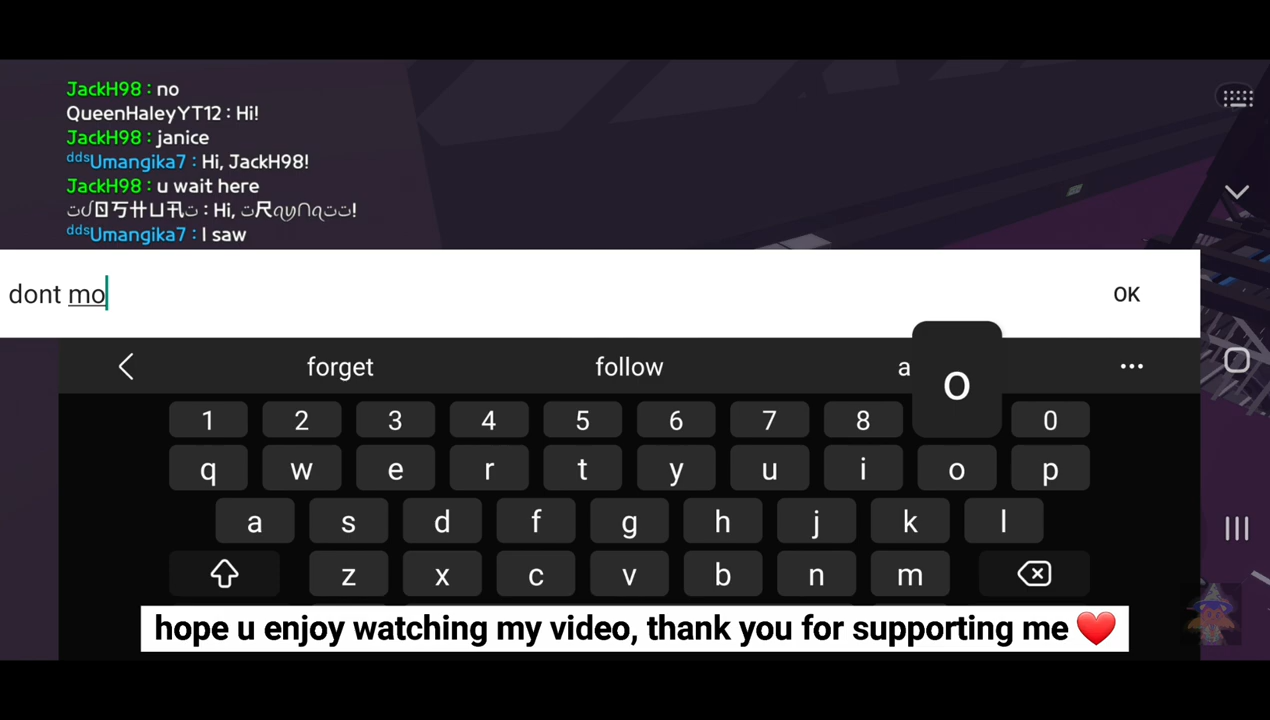 JackH98 : no
QueenHaleyYT12 : Hi!
JackH98 : janice
ddsUmangika7 : Hi, JackH98!
JackH98 : u wait here
: Hi,
ddsUmangika7 : I saw
dont mo
OK
forget follow a
o
1 2 3 4 5 6 7 8 0
q w e r t y u i o p
a s d f g h j k l
z x c v b n m
hope u enjoy watching my video, thank you for supporting me ❤️